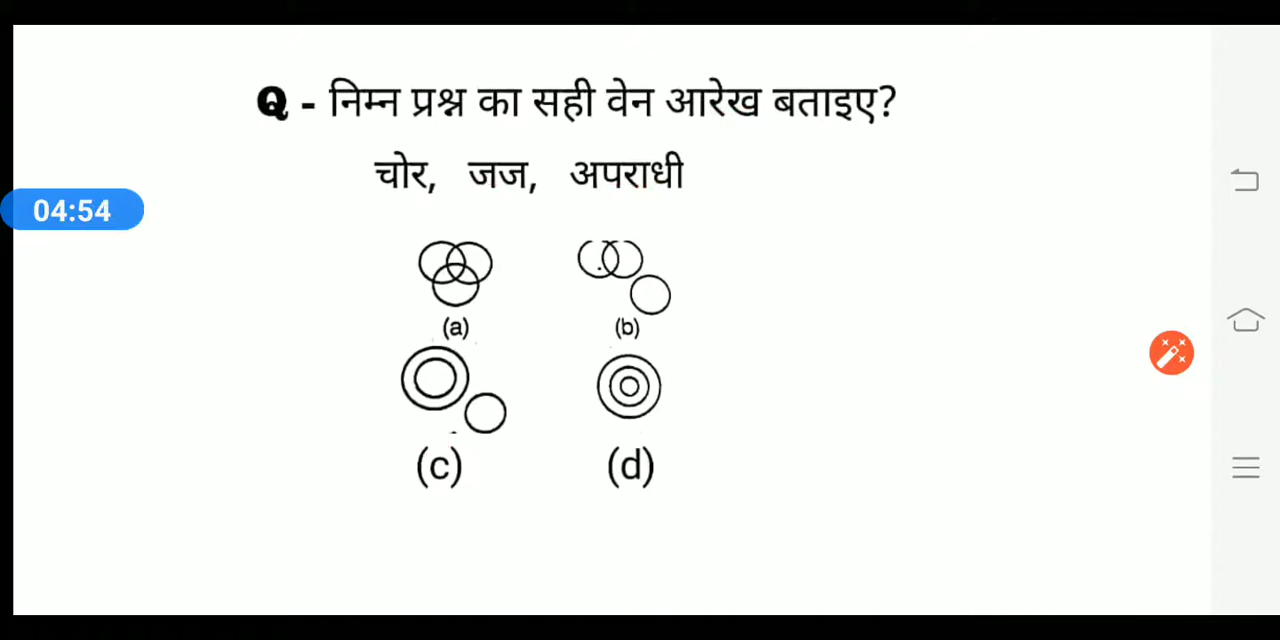 Q - निम्न प्रश्न का सही वेन आरेख बताइए?
चोर, जज, अपराधी
04:54
(a) (b)
(c) (d)